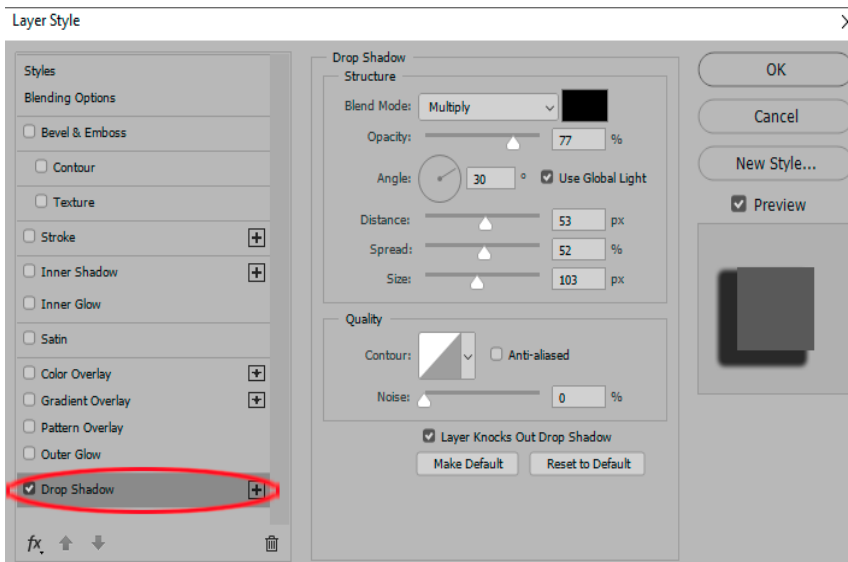 Layer Style
Styles
Blending Options
Bevel & Emboss
Contour
Texture
Stroke
Inner Shadow
Inner Glow
Satin
Color Overlay
Gradient Overlay
Pattern Overlay
Outer Glow
Drop Shadow
fx
Drop Shadow
Structure
Blend Mode: Multiply
Opacity: 77 %
Angle: 30 ° Use Global Light
Distance: 53 px
Spread: 52 %
Size: 103 px
Quality
Contour: Anti-aliased
Noise: 0 %
Layer Knocks Out Drop Shadow
Make Default Reset to Default
OK
Cancel
New Style...
Preview